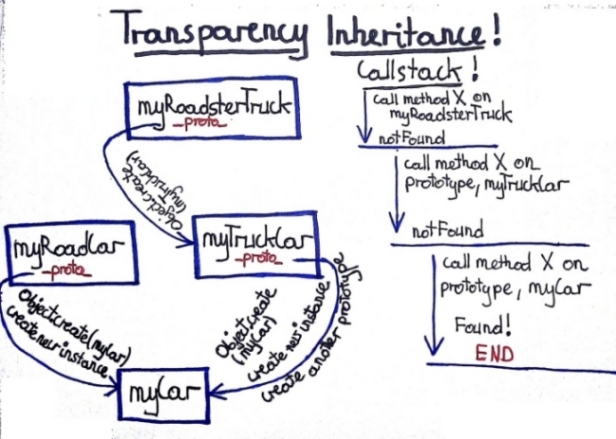 Transparency Inheritance!
myRoadsterTruck
_proto_
Object.create
(myTruckCar)
myRoadCar
_proto_
myTruckCar
_proto_
Object.create(myCar)
create new instance
Object.create
(myCar)
create new instance
create another prototype
myCar
Callstack!
call method X on
myRoadsterTruck
notFound
call method X on
prototype, myTruckCar
notFound
call method X on
prototype, myCar
Found!
END